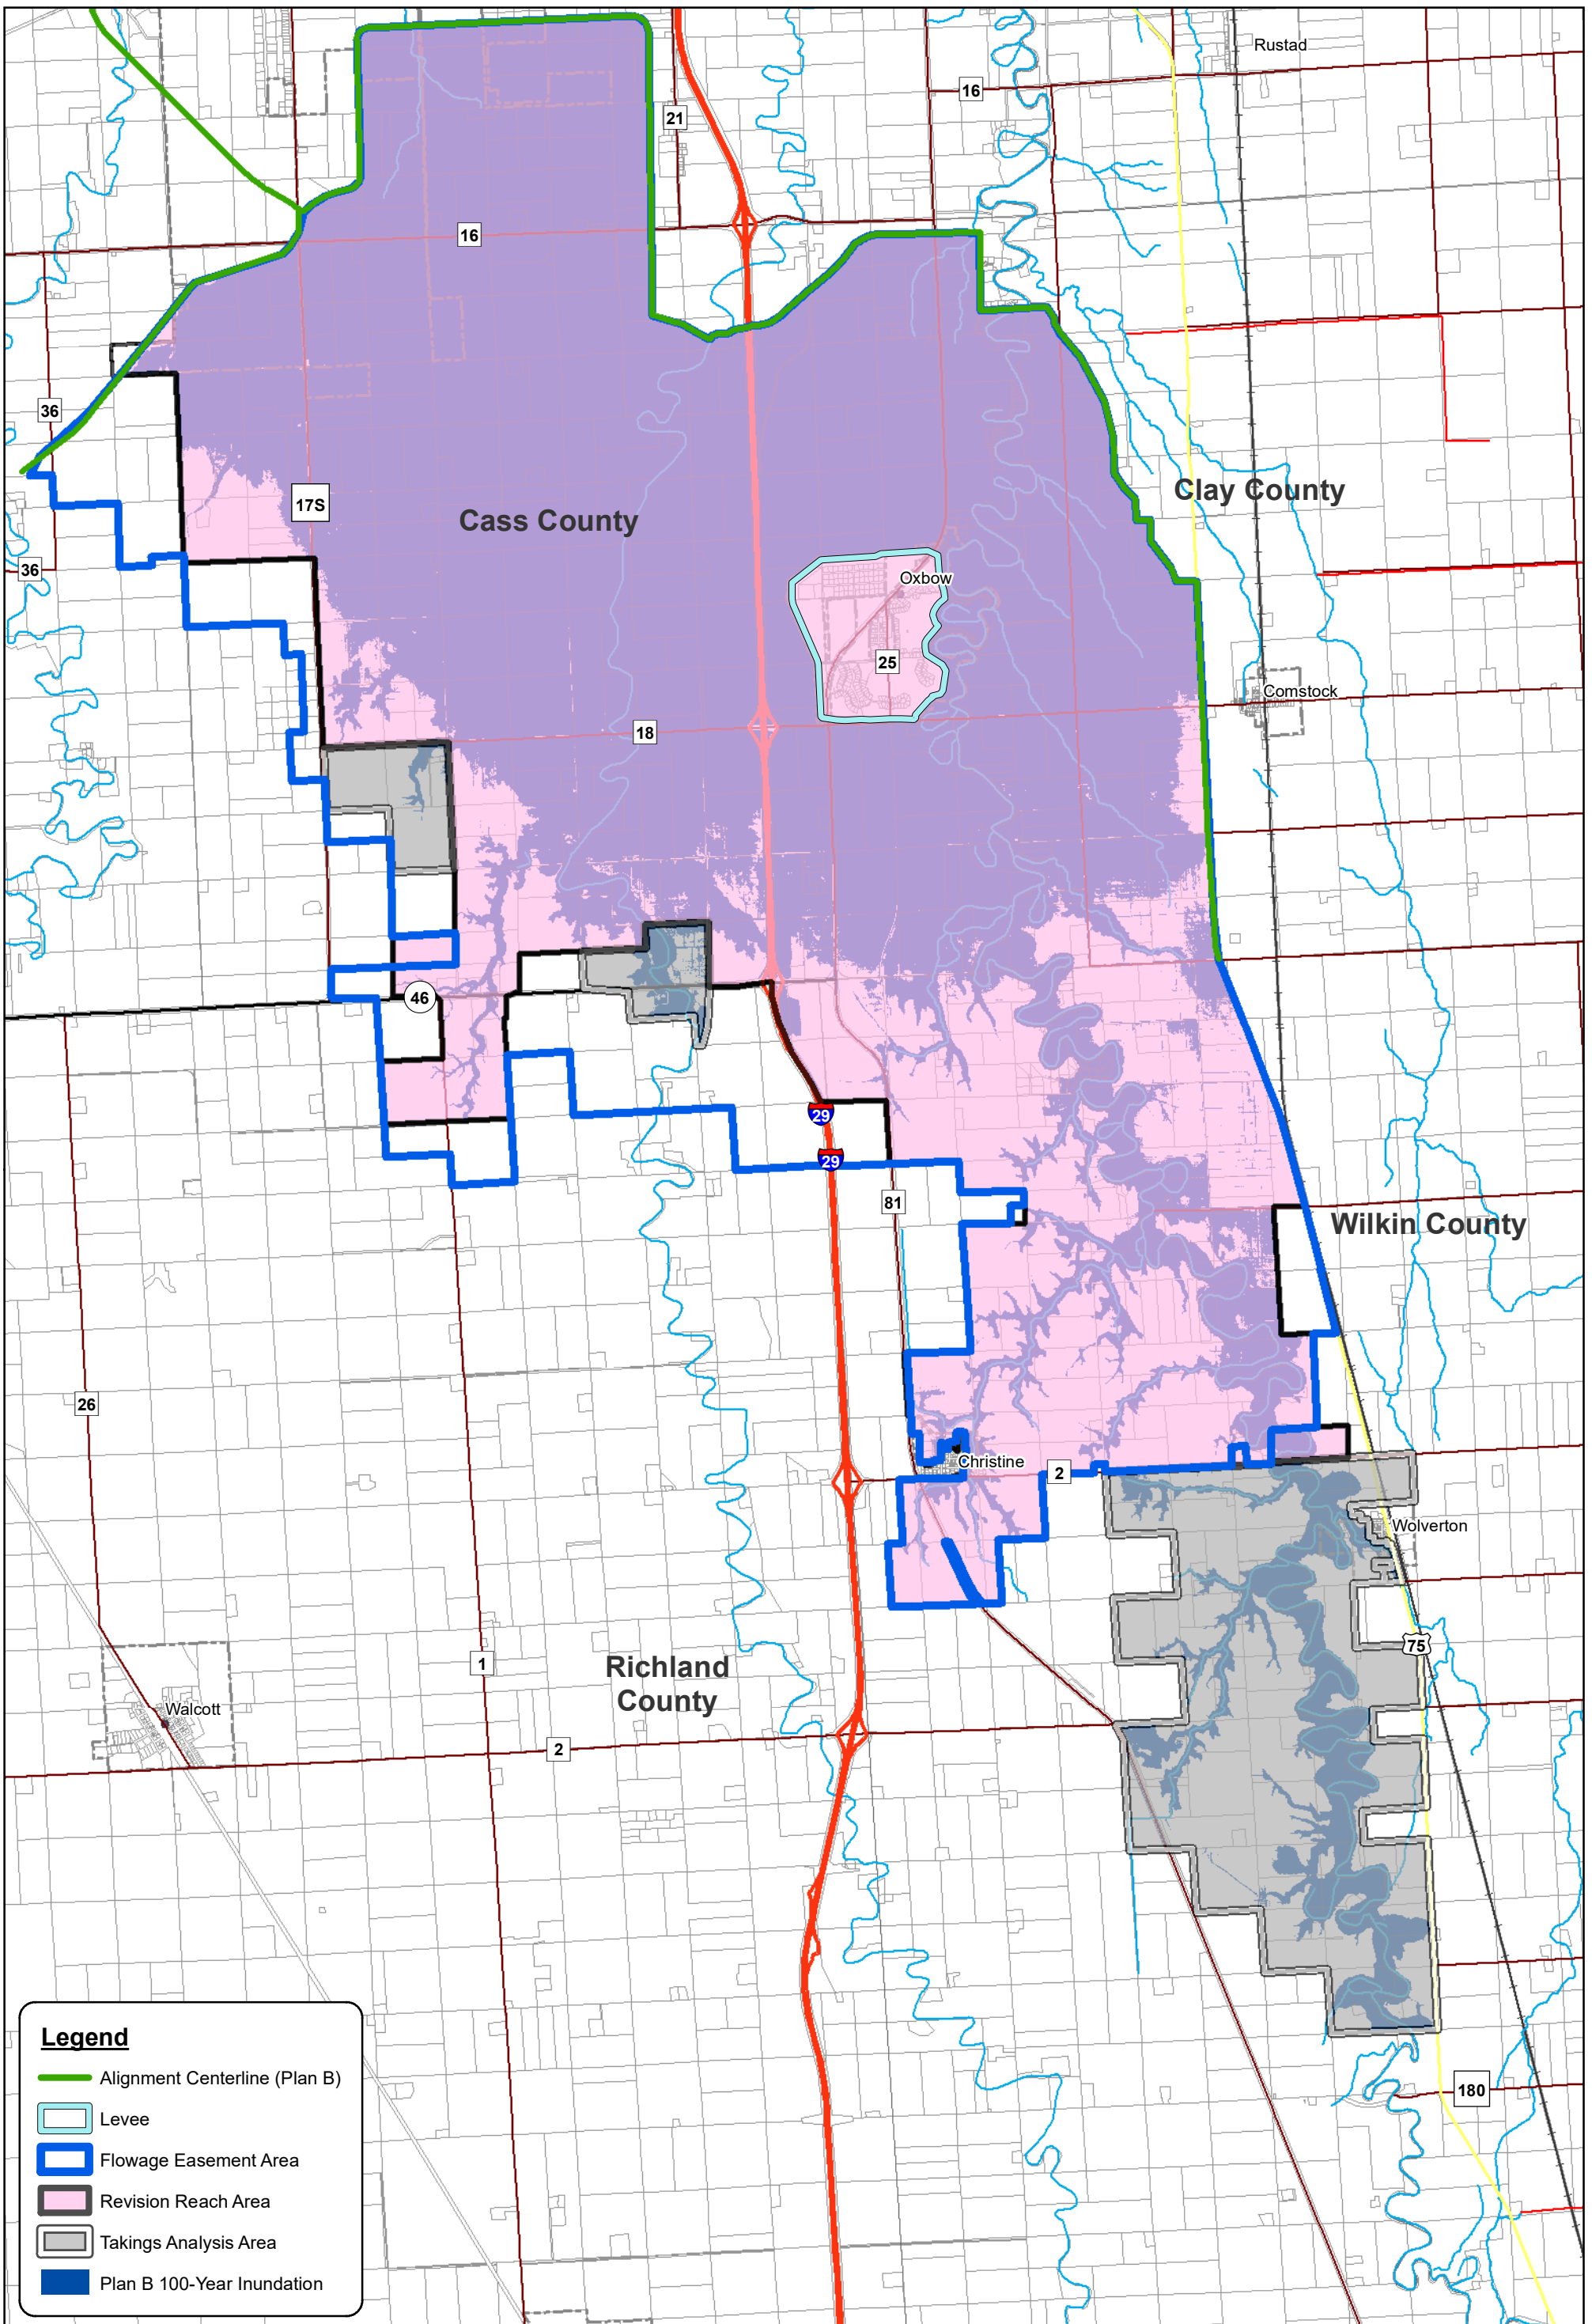 Rustad
16
21
16
36
Clay County
17S
Cass County
36
Oxbow
25
Comstock
18
46
29
29
81
Wilkin County
26
Christine
2
Wolverton
75
1
Richland
County
Walcott
2
180
Legend
Alignment Centerline (Plan B)
Levee
Flowage Easement Area
Revision Reach Area
Takings Analysis Area
Plan B 100-Year Inundation